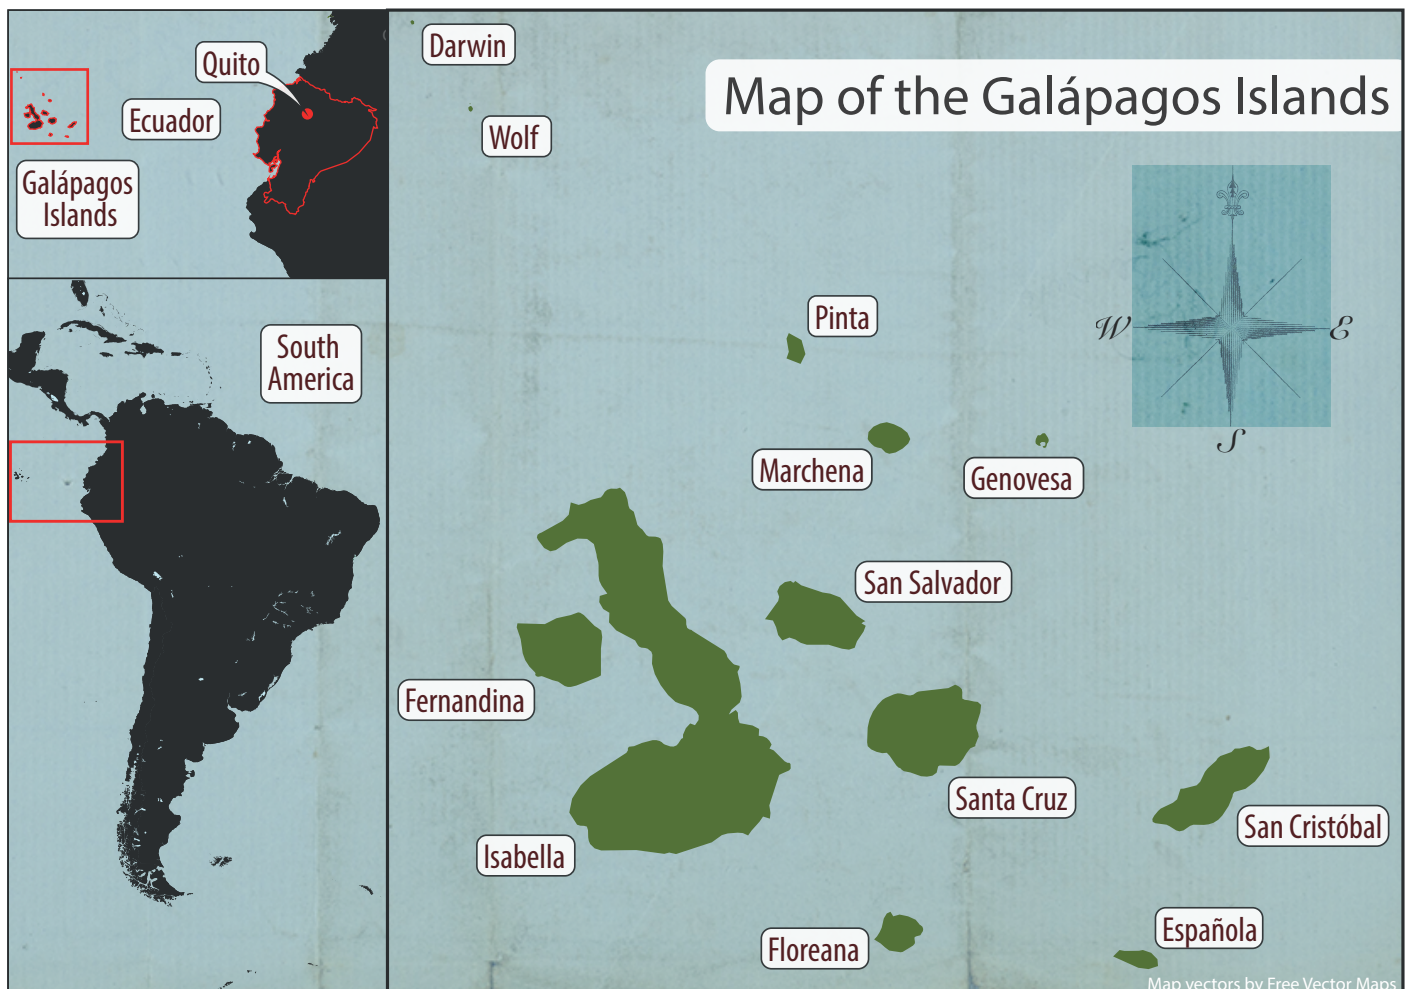 Map of the Galápagos Islands
Quito
Ecuador
Galápagos
Islands
South
America
Darwin
Wolf
Pinta
Marchena
Genovesa
W
E
S
San Salvador
Fernandina
Santa Cruz
San Cristóbal
Isabella
Floreana
Española
Map vectors by Free Vector Maps